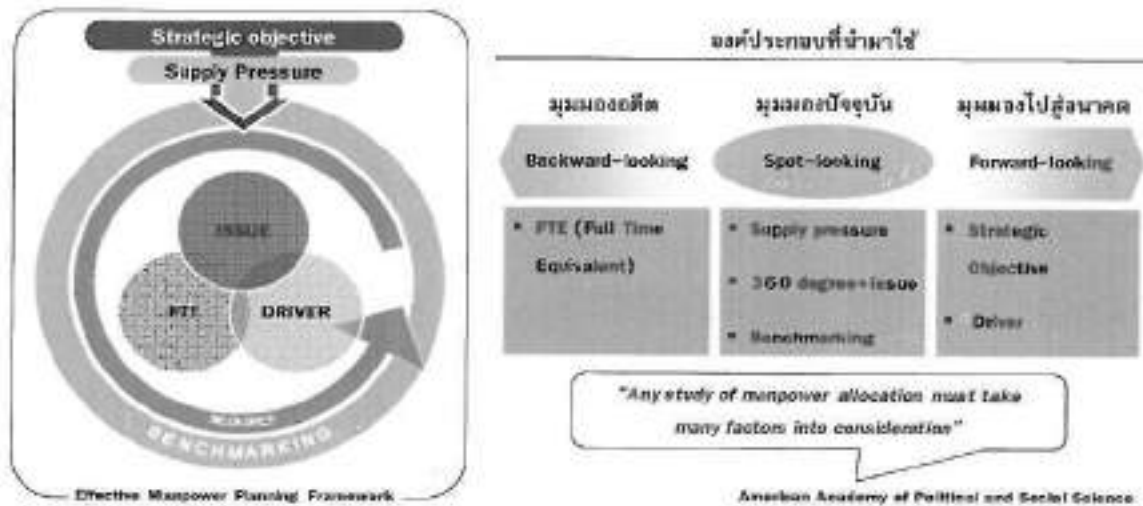 Strategic objective
Supply Pressure
ISSUE
FTE
DRIVER
BENCHMARKING
Effective Manpower Planning Framework
องค์ประกอบที่นำมาใช้
มุมมองอดีต
มุมมองปัจจุบัน
มุมมองไปสู่อนาคต
Backward-looking
Spot-looking
Forward-looking
▪ FTE (Full Time
Equivalent)
▪ Supply pressure
▪ 360 degree+issue
▪ Benchmarking
▪ Strategic
Objective
▪ Driver
"Any study of manpower allocation must take
many factors into consideration"
American Academy of Political and Social Science